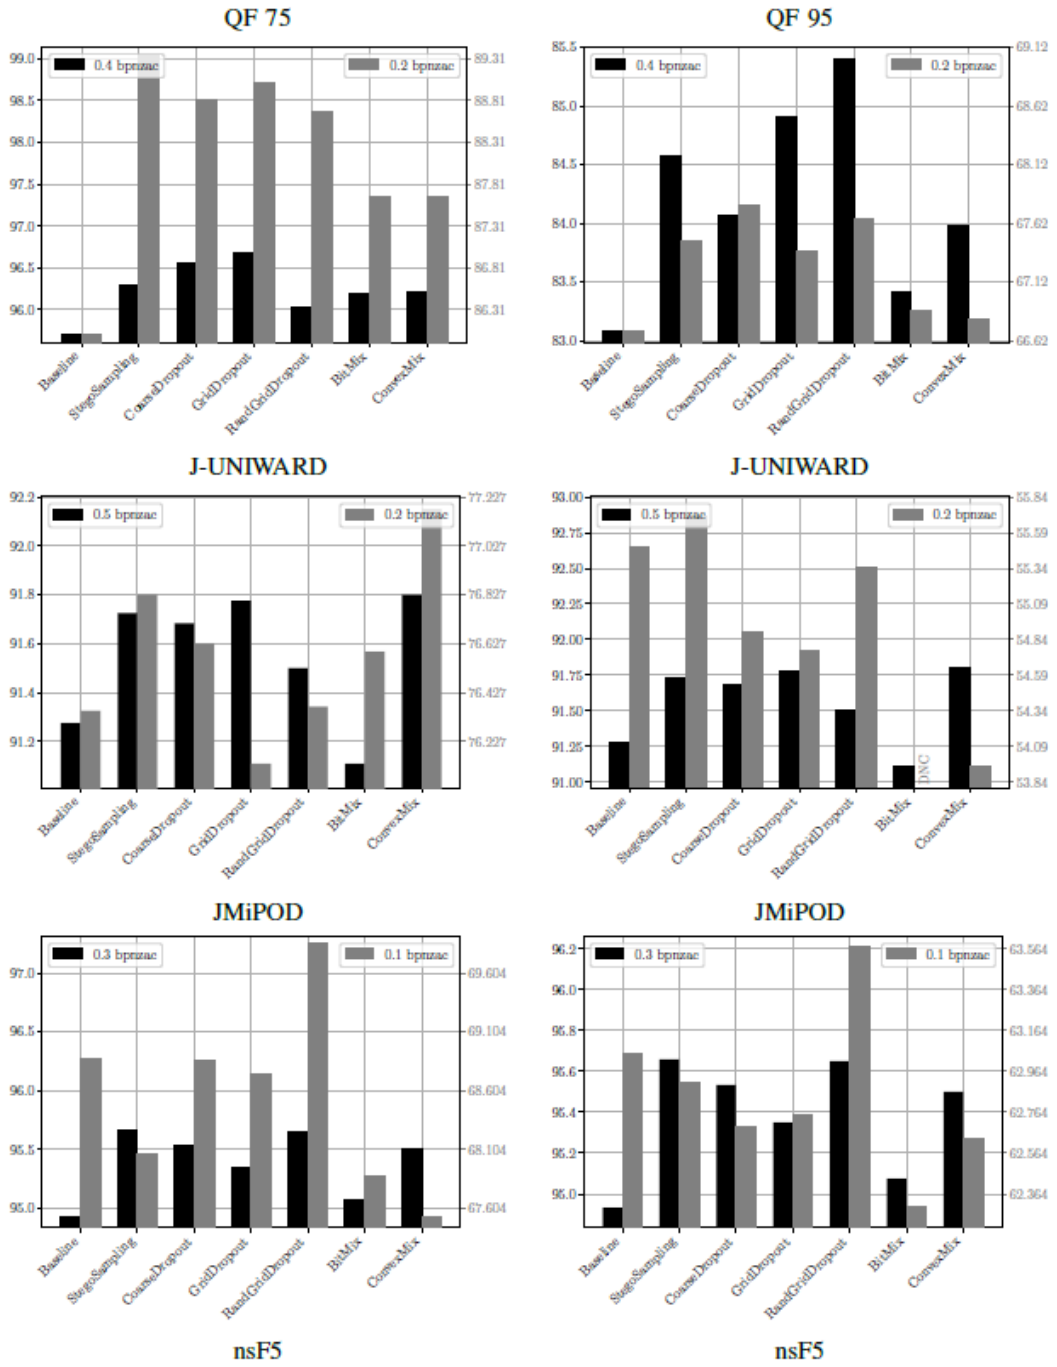 QF 75
QF 95
0.4 bpnzac
0.2 bpnzac
99.0
98.5
98.0
97.5
97.0
96.5
96.0
89.31
88.81
88.31
87.81
87.31
86.81
86.31
Baseline
StegoSampling
CoarseDropout
GridDropout
RandGridDropout
BitMix
ConvexMix
0.4 bpnzac
0.2 bpnzac
85.5
85.0
84.5
84.0
83.5
83.0
69.12
68.62
68.12
67.62
67.12
66.62
Baseline
StegoSampling
CoarseDropout
GridDropout
RandGridDropout
BitMix
ConvexMix
J-UNIWARD
J-UNIWARD
0.5 bpnzac
0.2 bpnzac
92.2
92.0
91.8
91.6
91.4
91.2
77.227
77.027
76.827
76.627
76.427
76.227
Baseline
StegoSampling
CoarseDropout
GridDropout
RandGridDropout
BitMix
ConvexMix
0.5 bpnzac
0.2 bpnzac
93.00
92.75
92.50
92.25
92.00
91.75
91.50
91.25
91.00
55.84
55.59
55.34
55.09
54.84
54.59
54.34
54.09
53.84
DNC
Baseline
StegoSampling
CoarseDropout
GridDropout
RandGridDropout
BitMix
ConvexMix
JMiPOD
JMiPOD
0.3 bpnzac
0.1 bpnzac
97.0
96.5
96.0
95.5
95.0
69.604
69.104
68.604
68.104
67.604
Baseline
StegoSampling
CoarseDropout
GridDropout
RandGridDropout
BitMix
ConvexMix
0.3 bpnzac
0.1 bpnzac
96.2
96.0
95.8
95.6
95.4
95.2
95.0
63.564
63.364
63.164
62.964
62.764
62.564
62.364
Baseline
StegoSampling
CoarseDropout
GridDropout
RandGridDropout
BitMix
ConvexMix
nsF5
nsF5